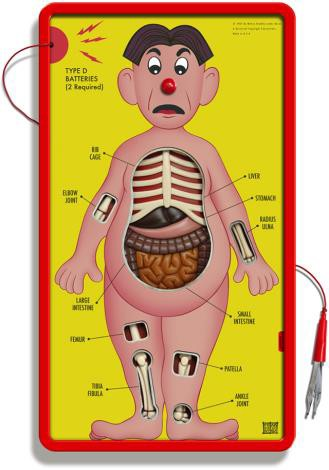 TYPE D
BATTERIES
(2 Required)
RIB
CAGE
LIVER
STOMACH
ELBOW
JOINT
RADIUS
ULNA
LARGE
INTESTINE
SMALL
INTESTINE
FEMUR
PATELLA
TIBIA
FIBULA
ANKLE
JOINT